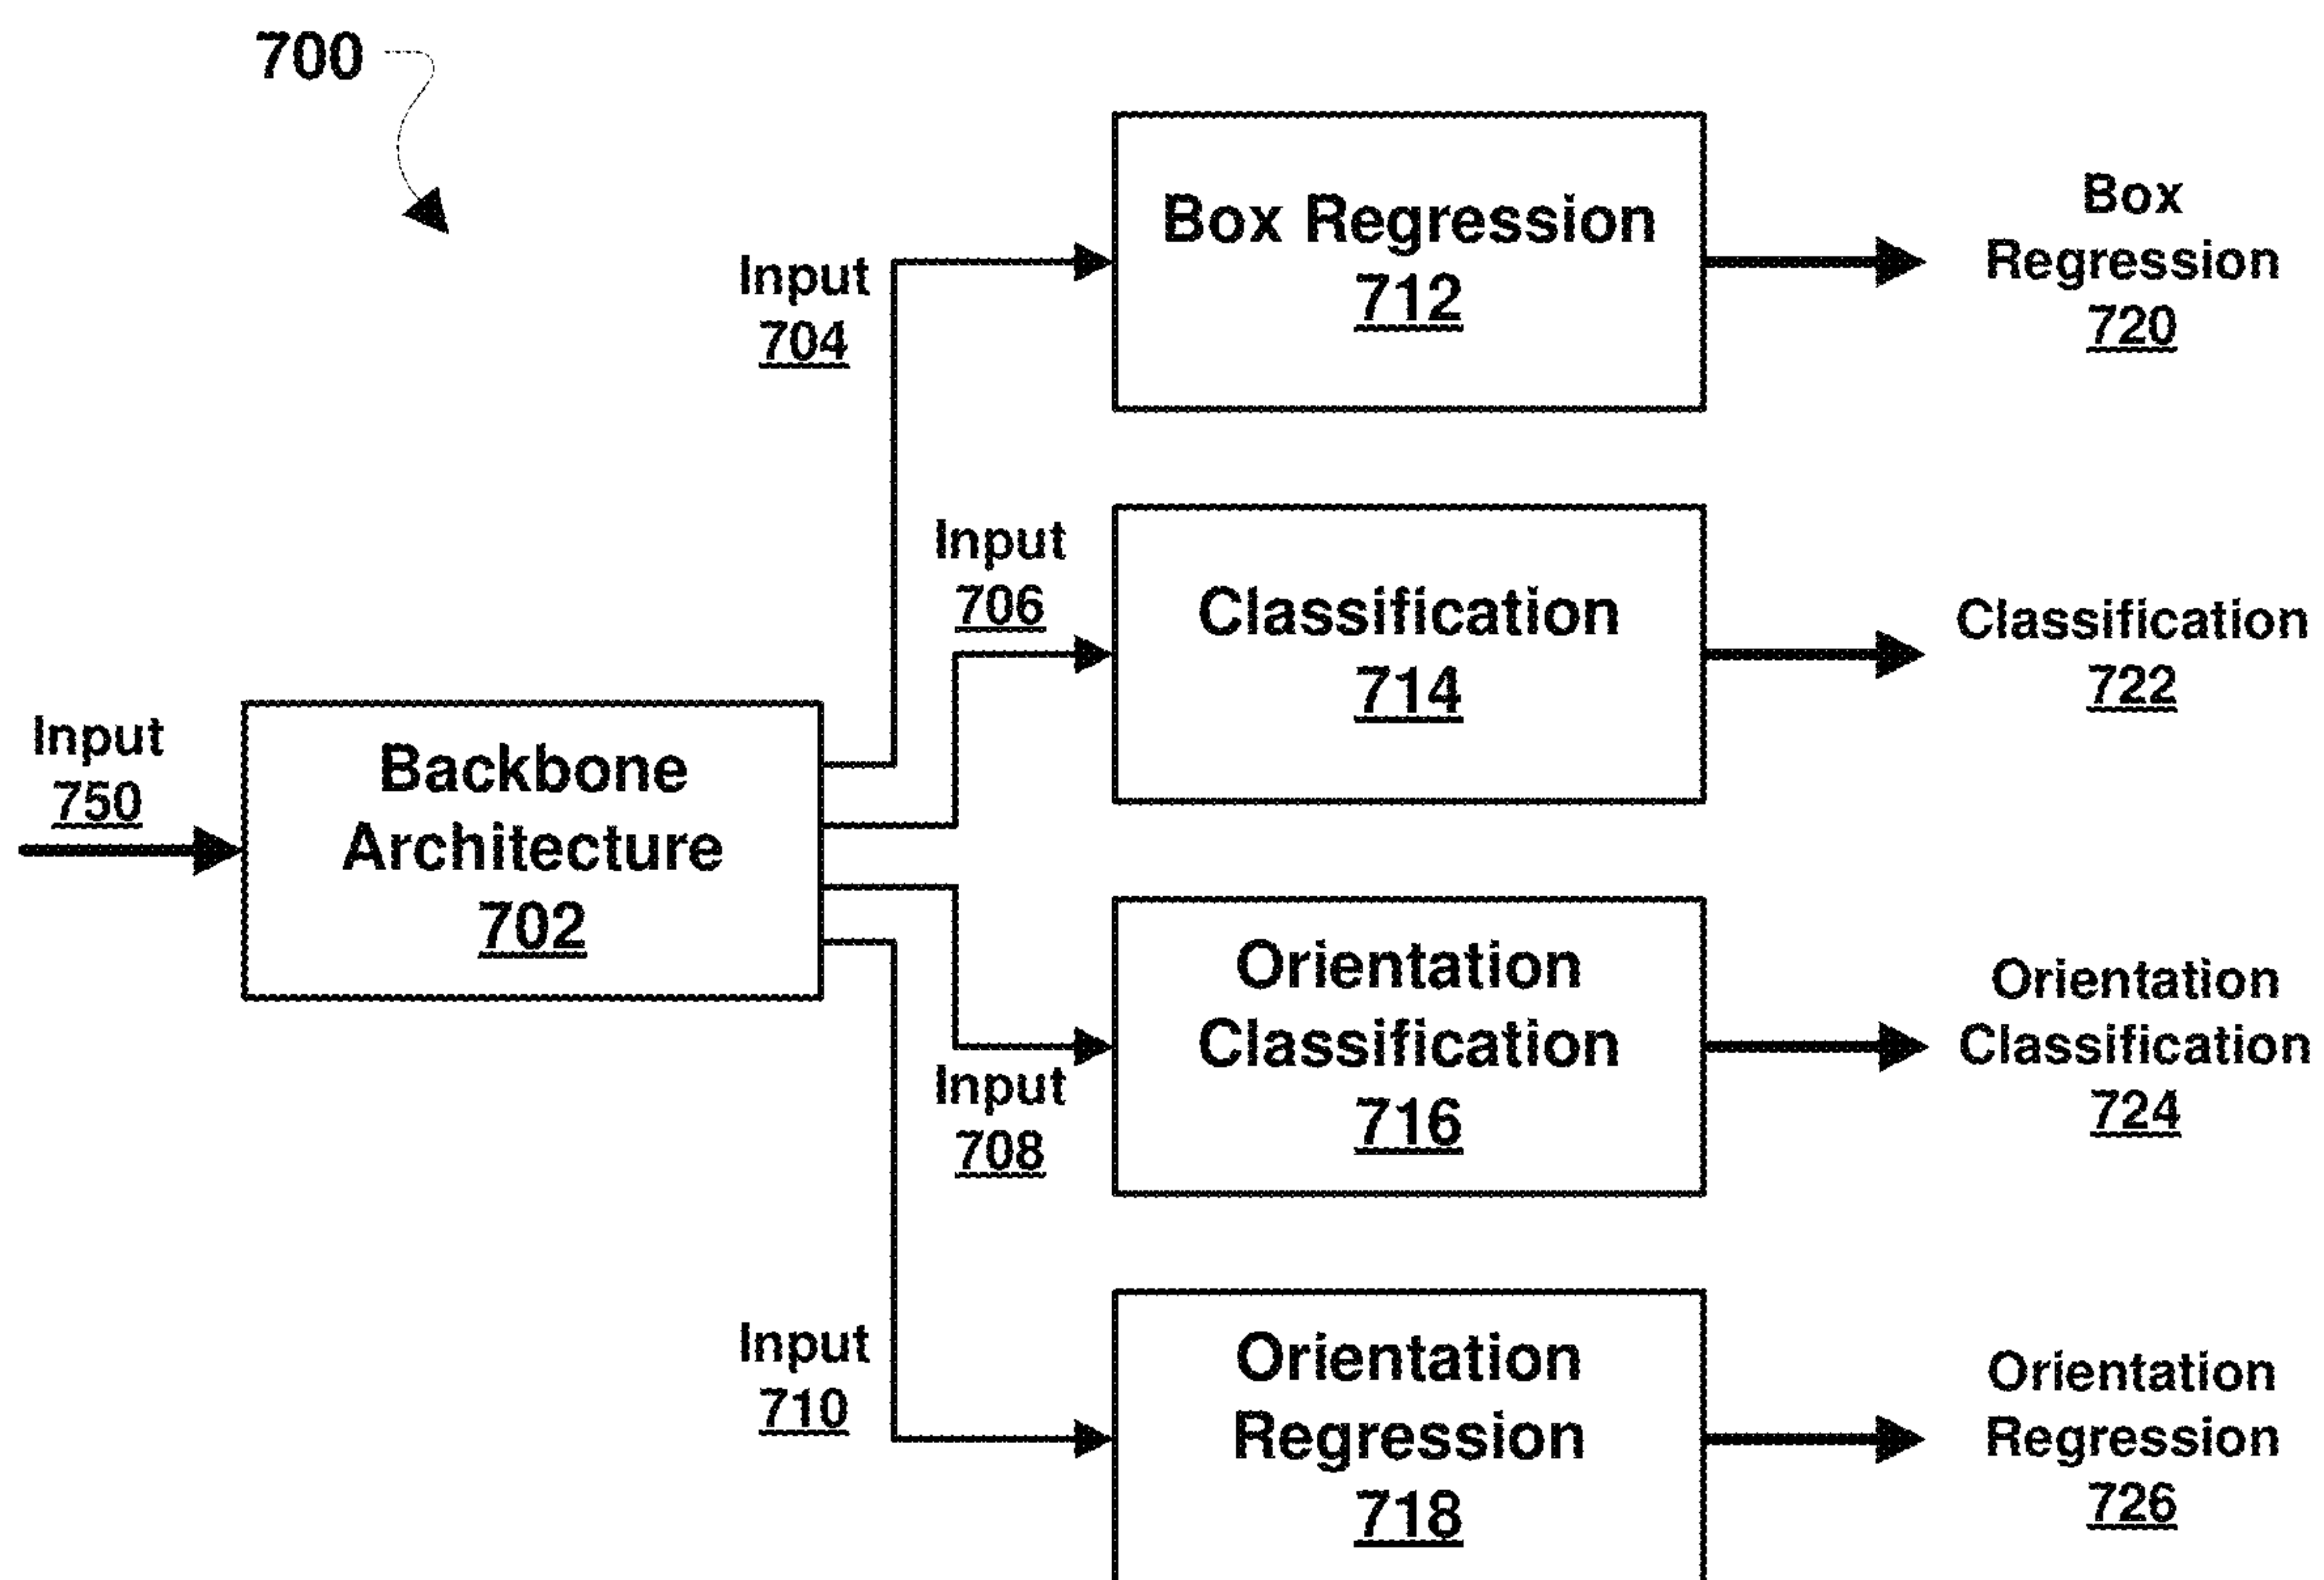 700
Input
704
Box Regression
712
Box
Regression
720
Input
706
Classification
714
Classification
722
Input
750
Backbone
Architecture
702
Orientation
Classification
716
Input
708
Orientation
Classification
724
Input
710
Orientation
Regression
718
Orientation
Regression
726